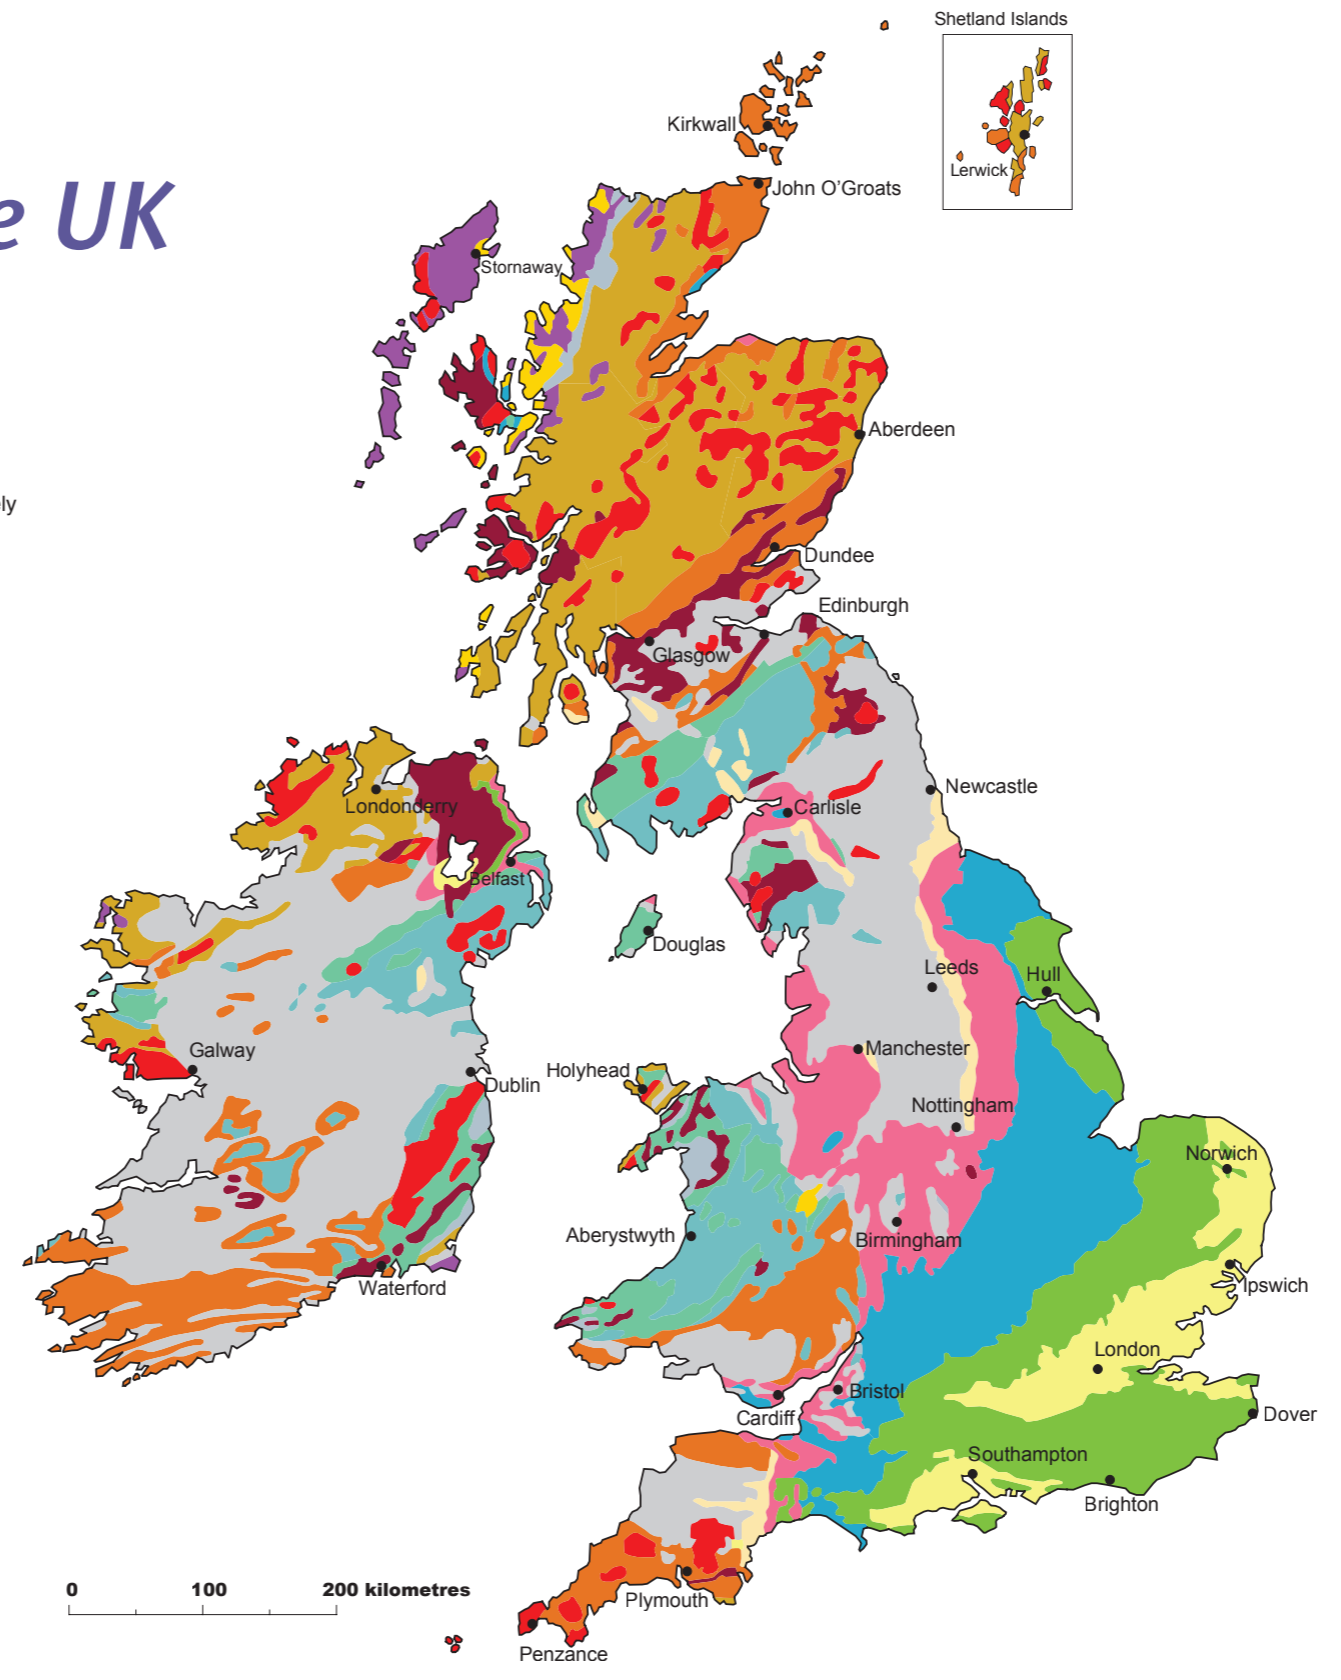 Shetland Islands
Kirkwall
John O'Groats
Lerwick
e UK
Stornaway
Aberdeen
ly
Dundee
Edinburgh
Glasgow
Newcastle
Londonderry
Carlisle
Belfast
Douglas
Leeds
Hull
Galway
Manchester
Holyhead
Dublin
Nottingham
Norwich
Aberystwyth
Birmingham
Ipswich
Waterford
London
Bristol
Cardiff
Dover
Southampton
Brighton
0 100 200 kilometres
Plymouth
Penzance